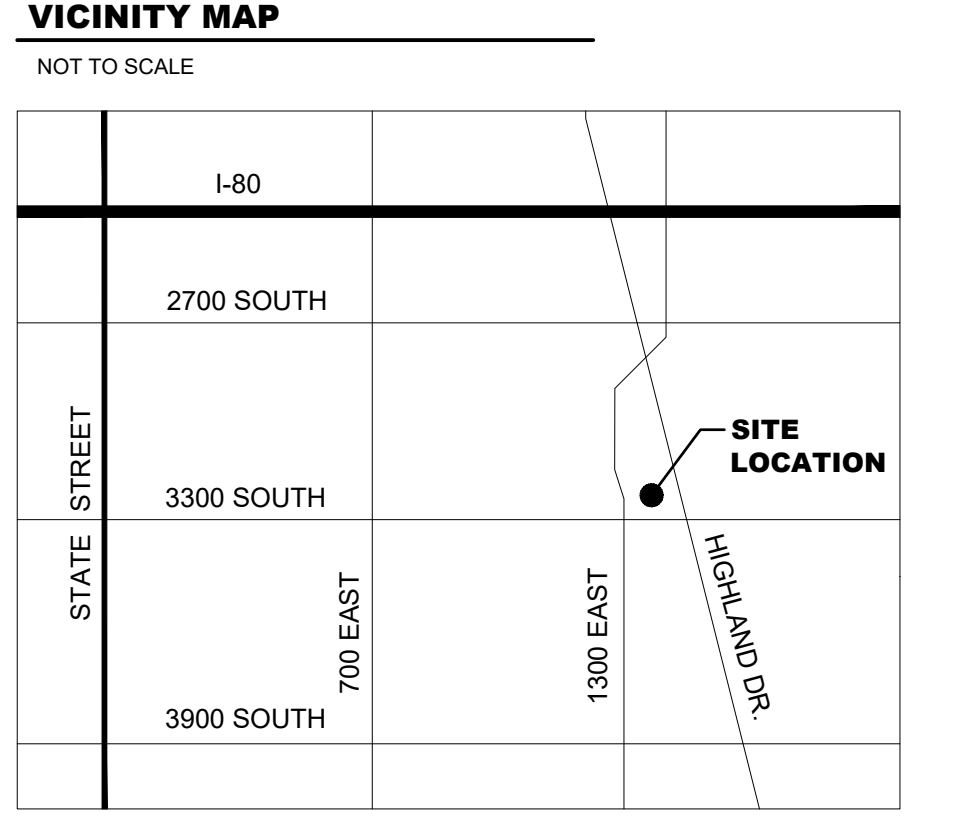 VICINITY MAP
NOT TO SCALE
I-80
2700 SOUTH
SITE
LOCATION
3300 SOUTH
STATE STREET
700 EAST
1300 EAST
HIGHLAND DR.
3900 SOUTH